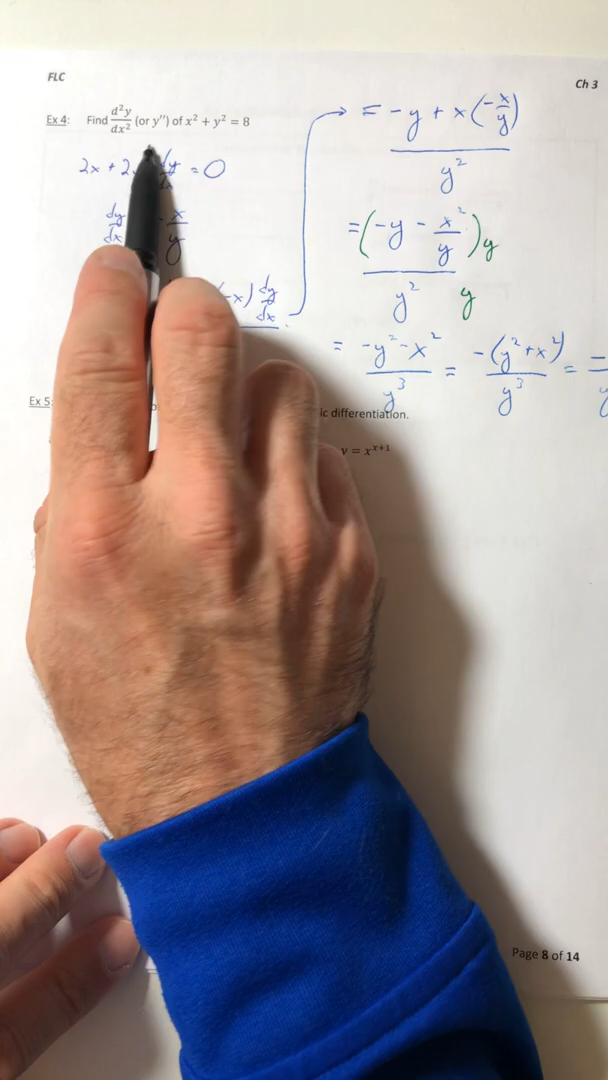 FLC
Ch 3
Ex 4: Find d²y/dx² (or y'') of x² + y² = 8
2x + 2 dy/dx = 0
dy/dx - x/y
-x) dy/dx
= -y + x(-x/y) / y²
= (-y - x²/y) y / y² y
= -y² - x² / y³ = -(y² + x²) / y³ =
Ex 5:
ic differentiation.
y = x^(x+1)
Page 8 of 14